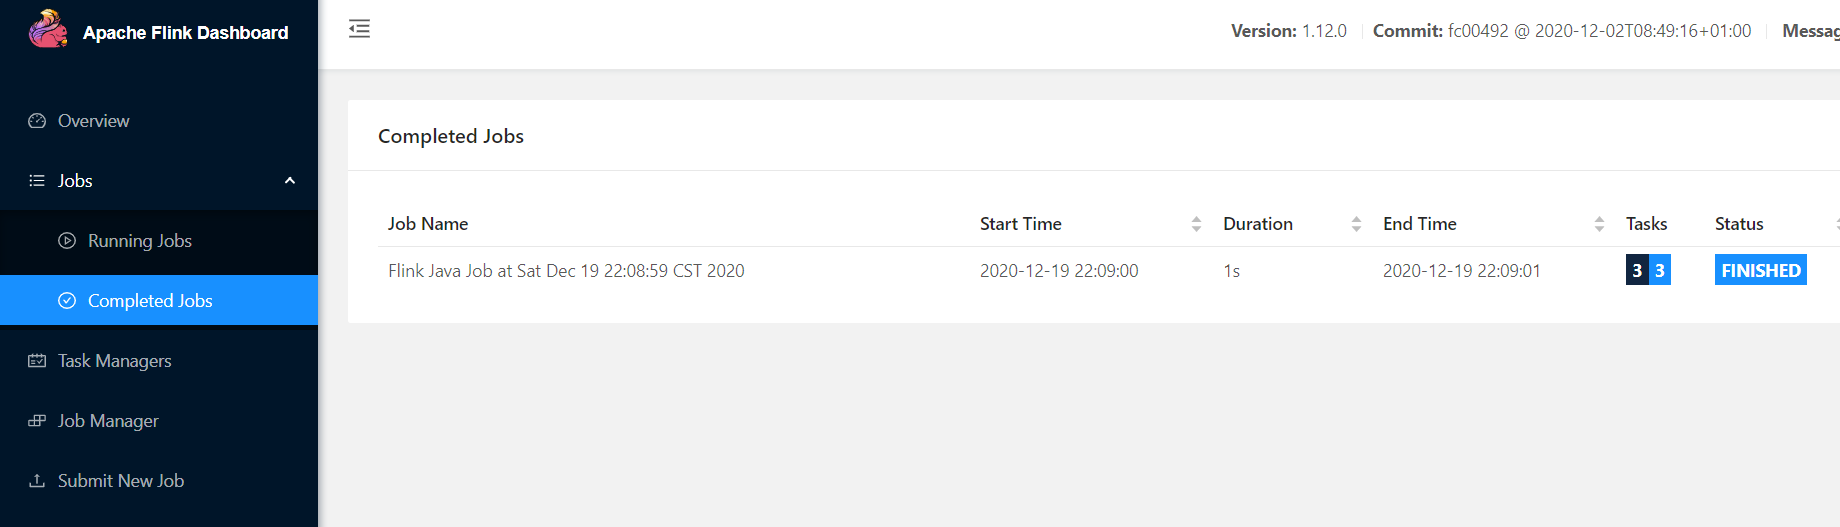 Apache Flink Dashboard
Version: 1.12.0 Commit: fc00492 @ 2020-12-02T08:49:16+01:00
Overview
Completed Jobs
Jobs
Job Name Start Time Duration End Time Tasks Status
Running Jobs
Flink Java Job at Sat Dec 19 22:08:59 CST 2020 2020-12-19 22:09:00 1s 2020-12-19 22:09:01 3 3 FINISHED
Completed Jobs
Task Managers
Job Manager
Submit New Job